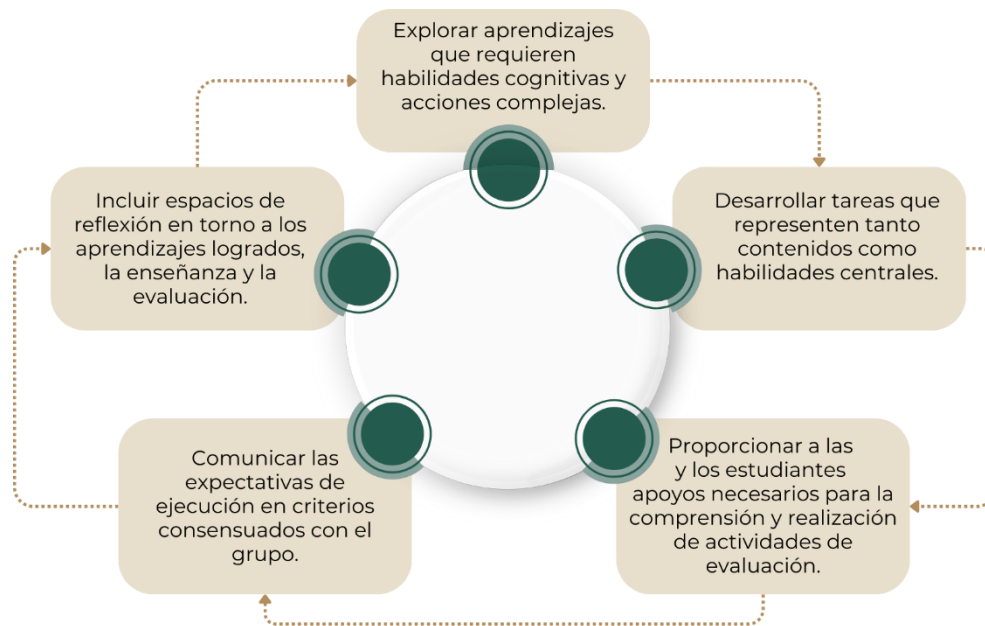 Explorar aprendizajes
que requieren
habilidades cognitivas y
acciones complejas.
Desarrollar tareas que
representen tanto
contenidos como
habilidades centrales.
Proporcionar a las
y los estudiantes
apoyos necesarios para la
comprensión y realización
de actividades de
evaluación.
Comunicar las
expectativas de
ejecución en criterios
consensuados con el
grupo.
Incluir espacios de
reflexión en torno a los
aprendizajes logrados,
la enseñanza y la
evaluación.